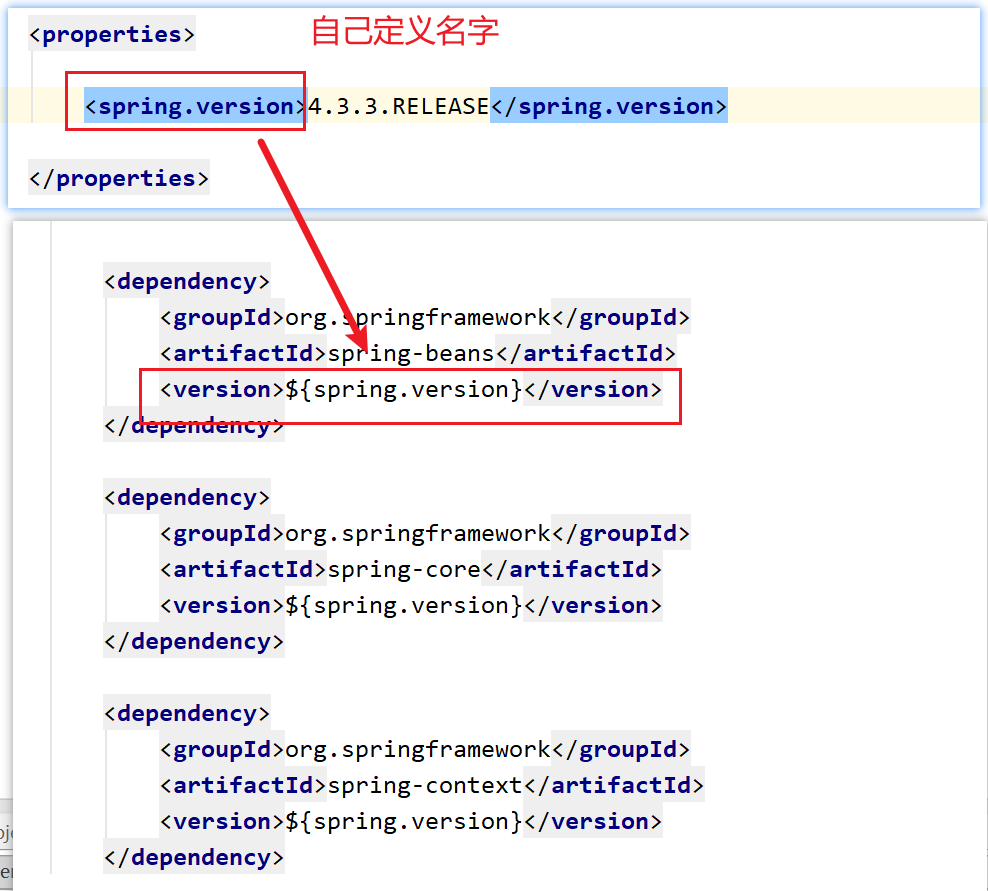 <properties> 自己定义名字
<spring.version>4.3.3.RELEASE</spring.version>
</properties>
<dependency>
<groupId>org.springframework</groupId>
<artifactId>spring-beans</artifactId>
<version>${spring.version}</version>
</dependency>
<dependency>
<groupId>org.springframework</groupId>
<artifactId>spring-core</artifactId>
<version>${spring.version}</version>
</dependency>
<dependency>
<groupId>org.springframework</groupId>
<artifactId>spring-context</artifactId>
<version>${spring.version}</version>
</dependency>